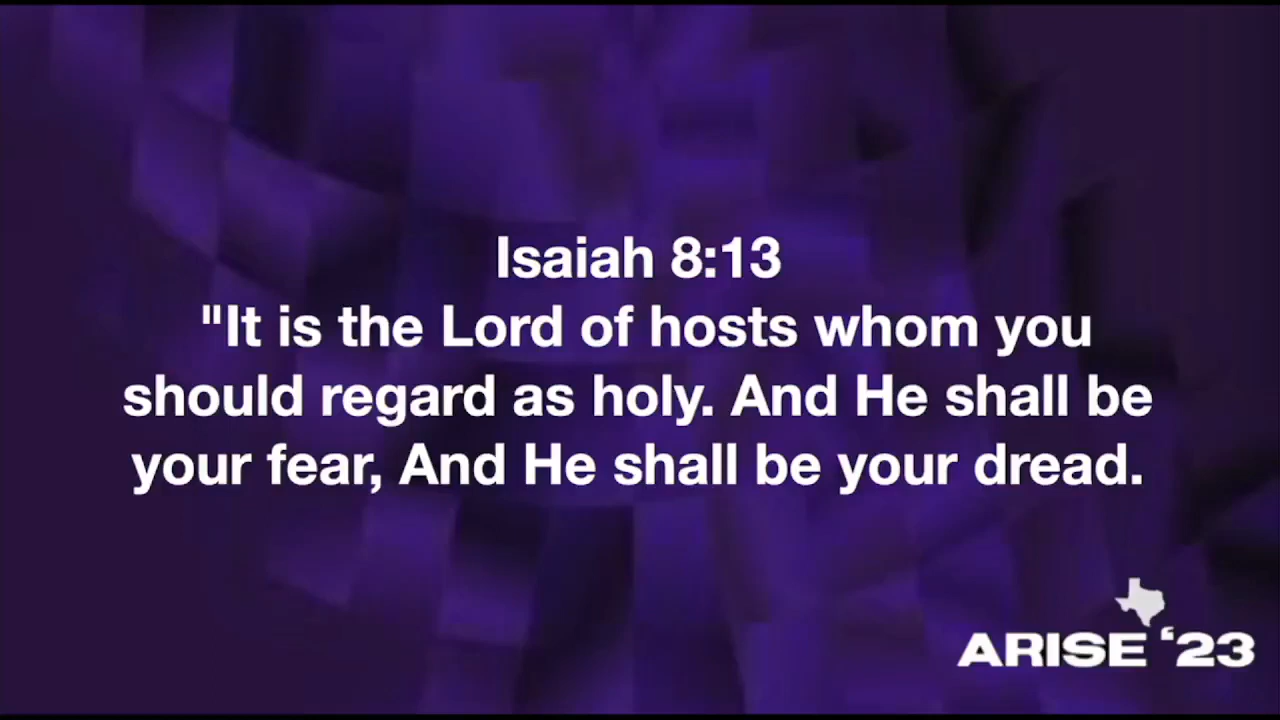 Isaiah 8:13
"It is the Lord of hosts whom you
should regard as holy. And He shall be
your fear, And He shall be your dread.
ARISE ‘23